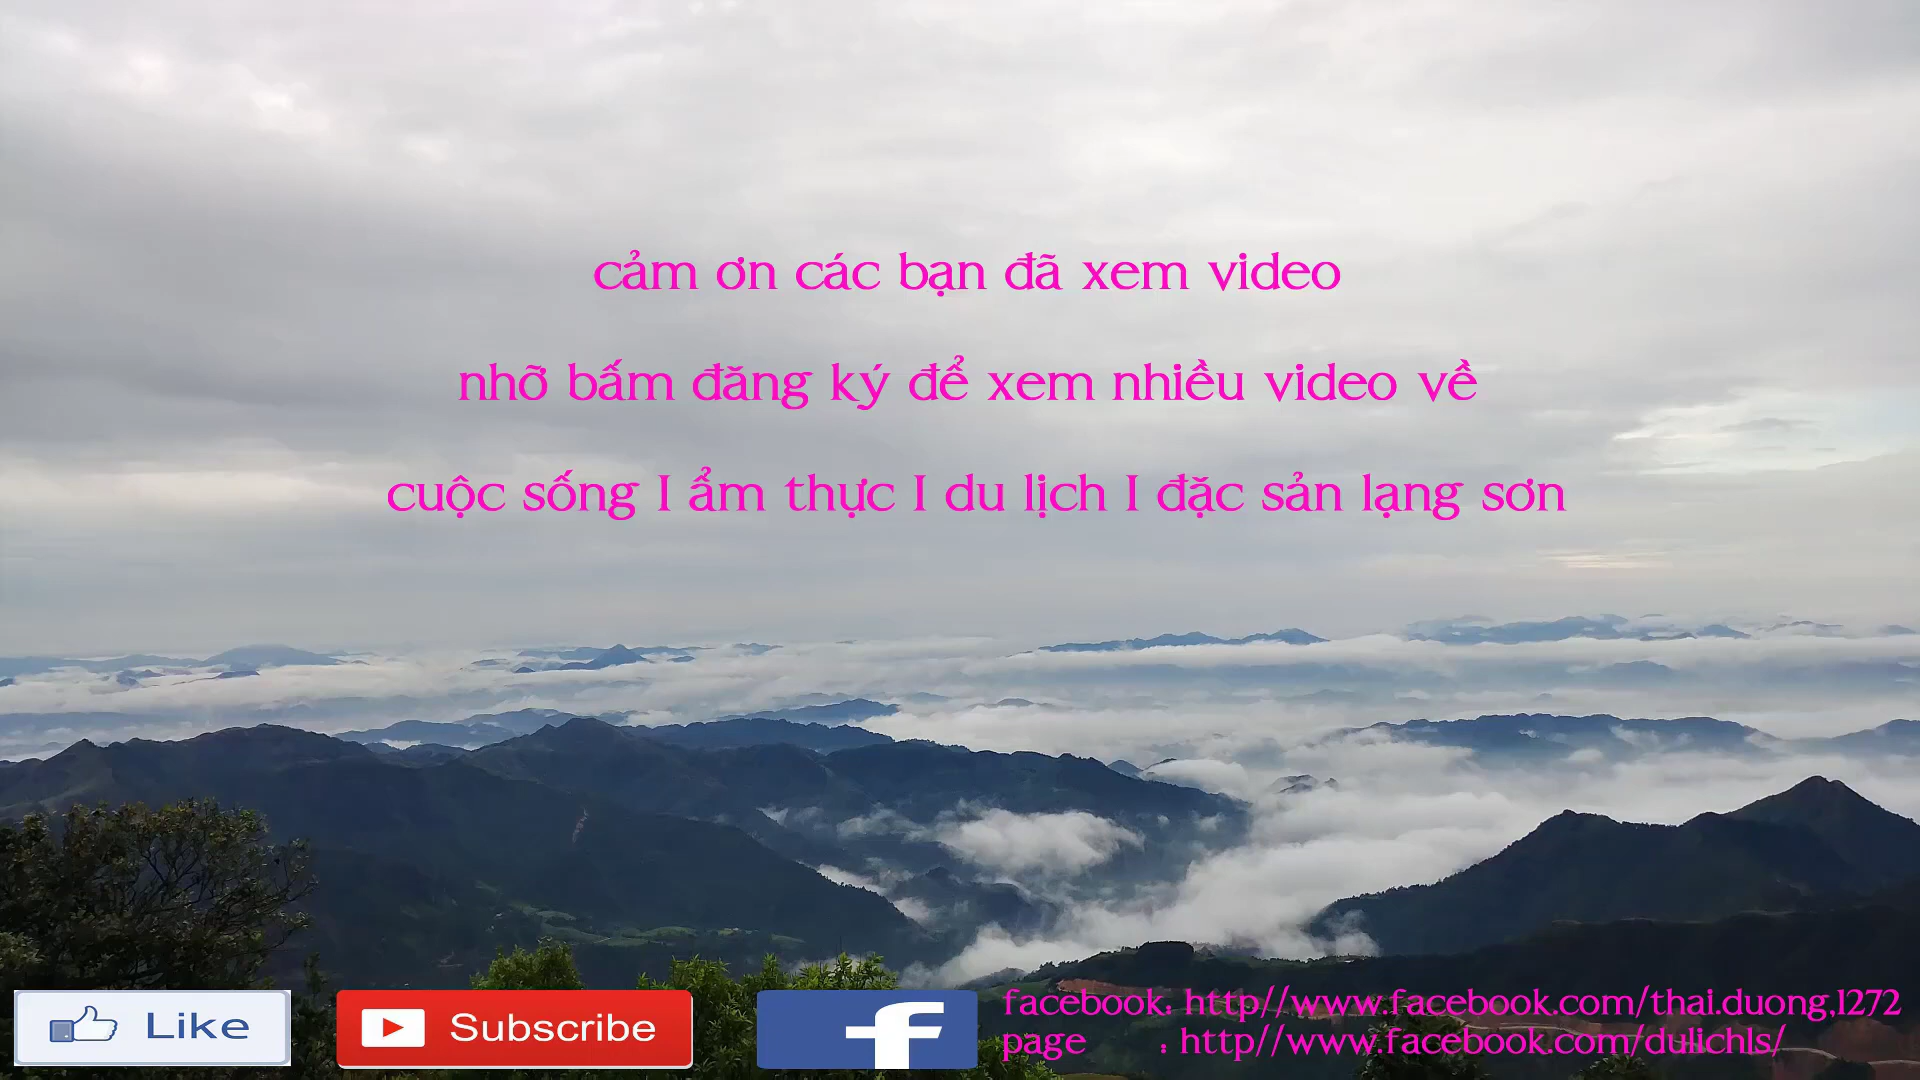 cảm ơn các bạn đã xem video
nhỡ bấm đăng ký để xem nhiều video về
cuộc sống I ẩm thực I du lịch I đặc sản lạng sơn
Like
Subscribe
f
facebook: http//www.facebook.com/thai.duong,1272
page : http//www.facebook.com/dulichls/